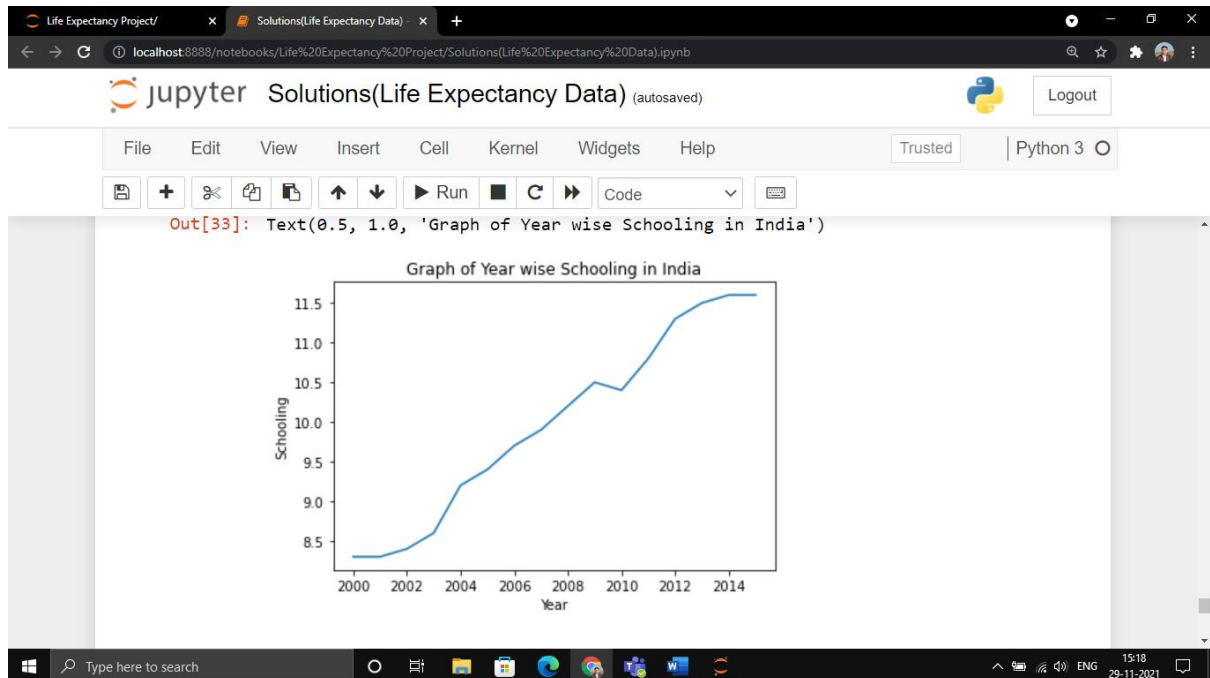 Life Expectancy Project/
Solutions(Life Expectancy Data) -
localhost:8888/notebooks/Life%20Expectancy%20Project/Solutions(Life%20Expectancy%20Data).ipynb
jupyter Solutions(Life Expectancy Data) (autosaved)
Logout
File Edit View Insert Cell Kernel Widgets Help
Trusted Python 3
Run Code
Out[33]: Text(0.5, 1.0, 'Graph of Year wise Schooling in India')
Graph of Year wise Schooling in India
11.5
11.0
10.5
10.0
9.5
9.0
8.5
Schooling
2000 2002 2004 2006 2008 2010 2012 2014
Year
Type here to search
ENG
15:18
29-11-2021